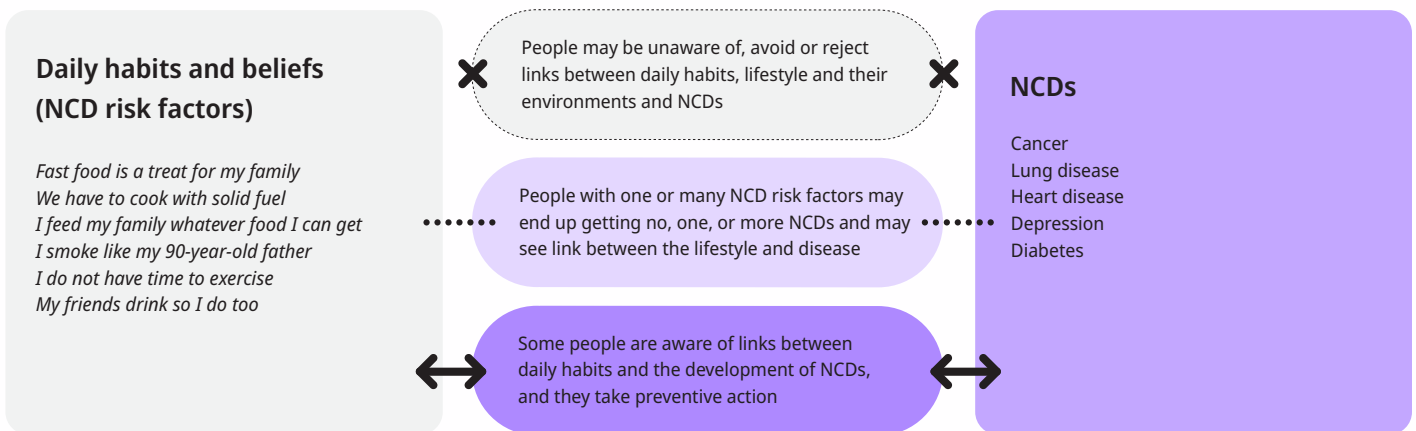 Daily habits and beliefs
(NCD risk factors)
Fast food is a treat for my family
We have to cook with solid fuel
I feed my family whatever food I can get
I smoke like my 90-year-old father
I do not have time to exercise
My friends drink so I do too
People may be unaware of, avoid or reject
links between daily habits, lifestyle and their
environments and NCDs
People with one or many NCD risk factors may
end up getting no, one, or more NCDs and may
see link between the lifestyle and disease
Some people are aware of links between
daily habits and the development of NCDs,
and they take preventive action
NCDs
Cancer
Lung disease
Heart disease
Depression
Diabetes